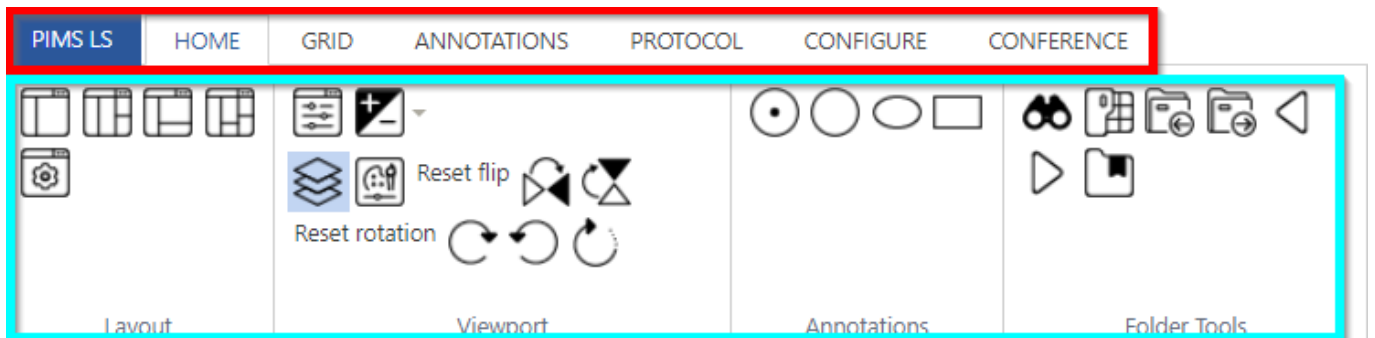 PIMS LS HOME GRID ANNOTATIONS PROTOCOL CONFIGURE CONFERENCE
Reset flip
Reset rotation
Layout Viewport Annotations Folder Tools